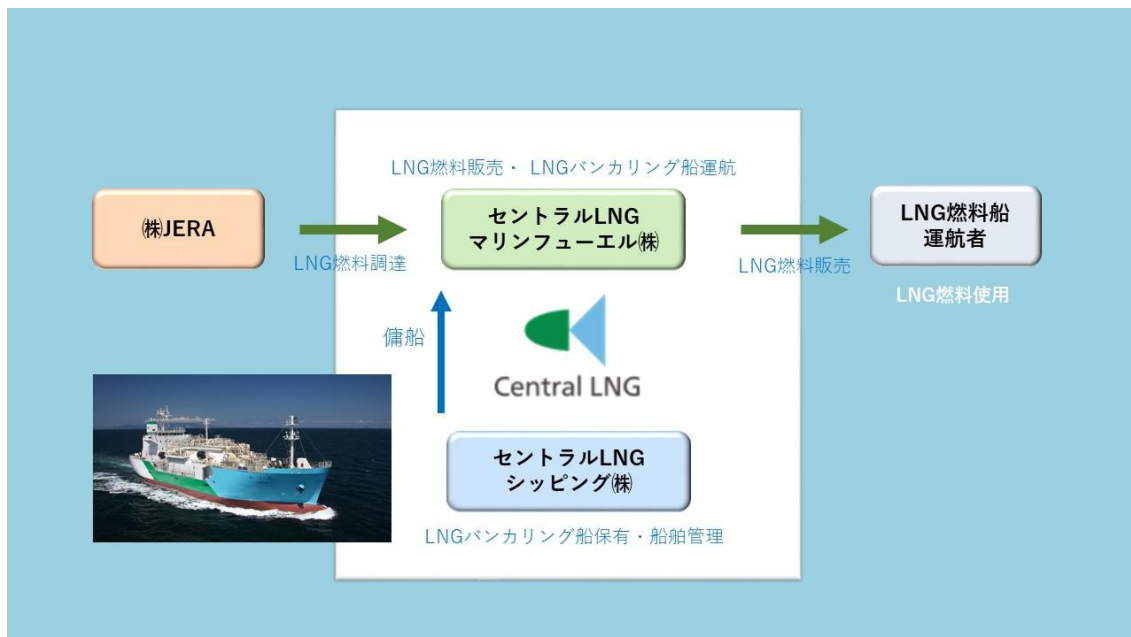 LNG燃料販売・ LNGバンカリング船運航
㈱JERA
セントラルLNG
マリンフューエル㈱
LNG燃料船
運航者
LNG燃料調達
LNG燃料販売
LNG燃料使用
傭船
Central LNG
セントラルLNG
シッピング㈱
LNGバンカリング船保有・船舶管理